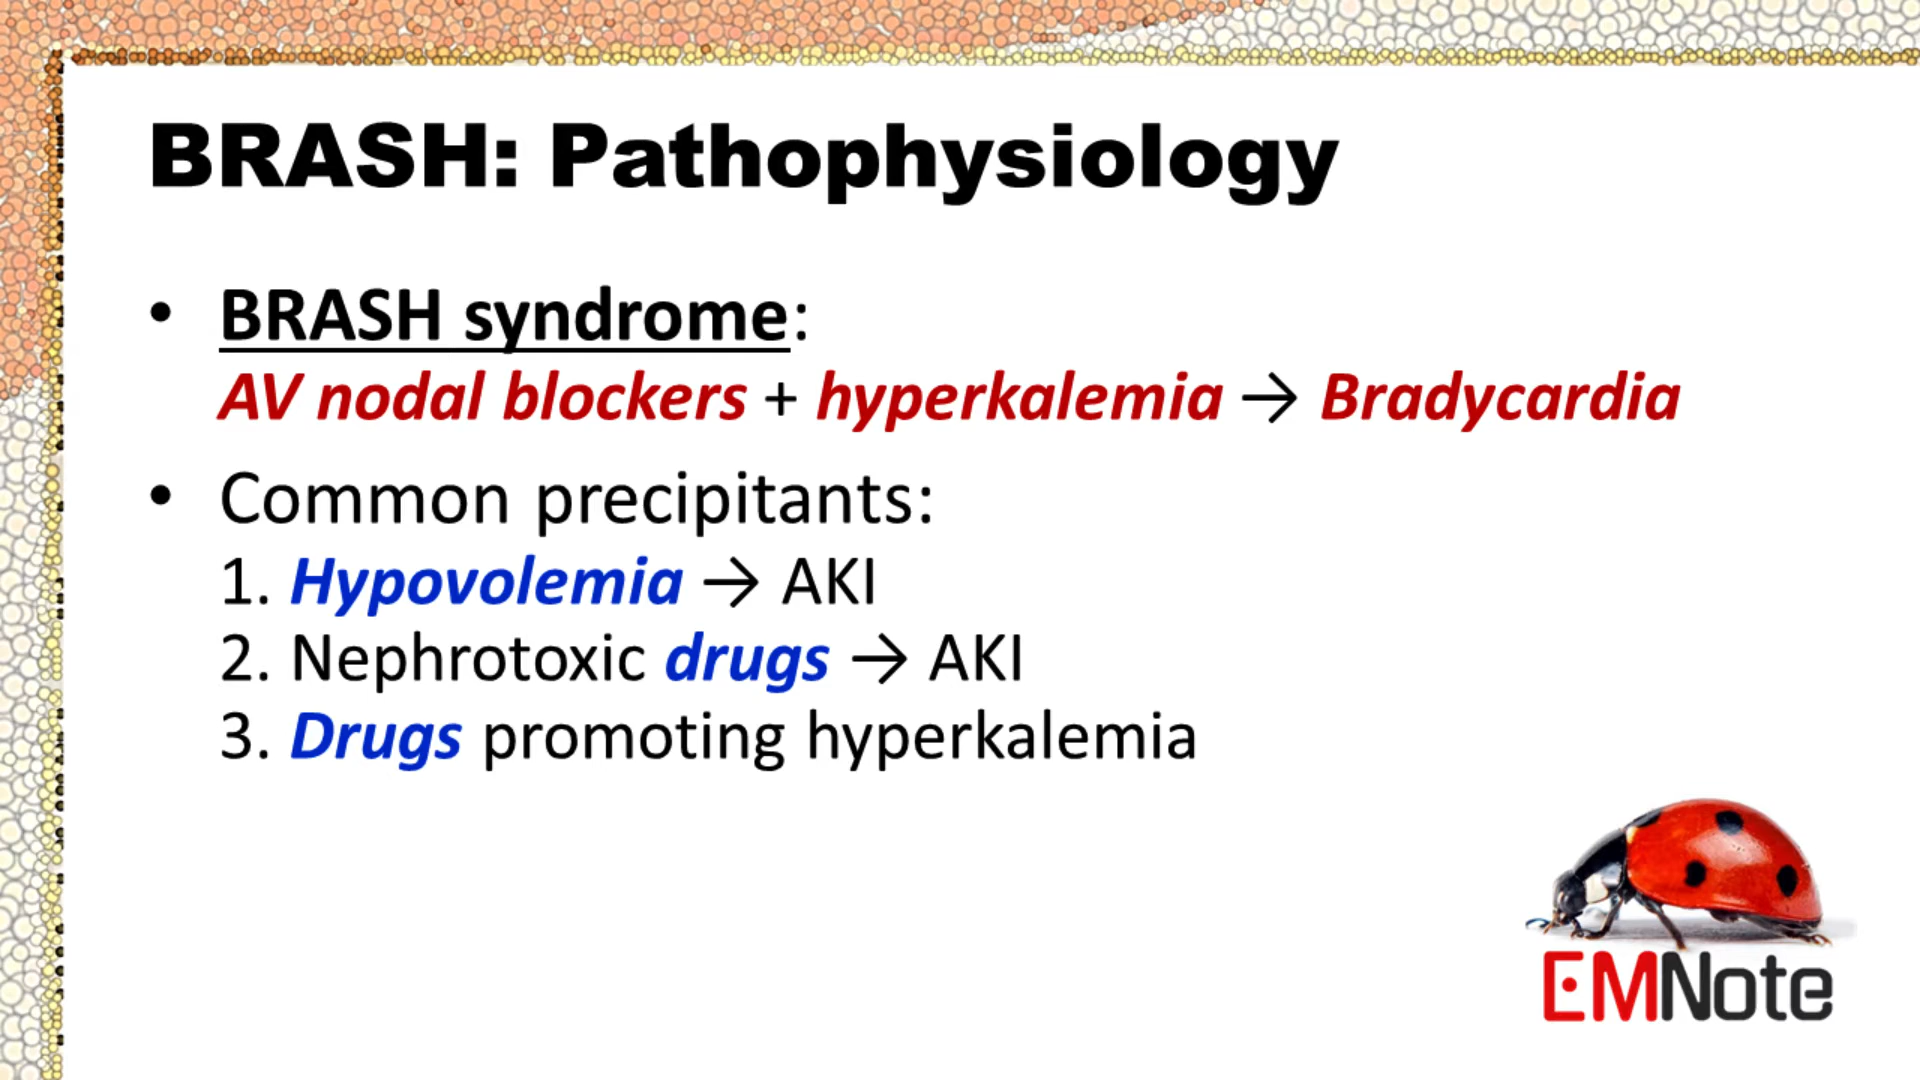 BRASH: Pathophysiology
• BRASH syndrome:
AV nodal blockers + hyperkalemia → Bradycardia
• Common precipitants:
1. Hypovolemia → AKI
2. Nephrotoxic drugs → AKI
3. Drugs promoting hyperkalemia
EMNote